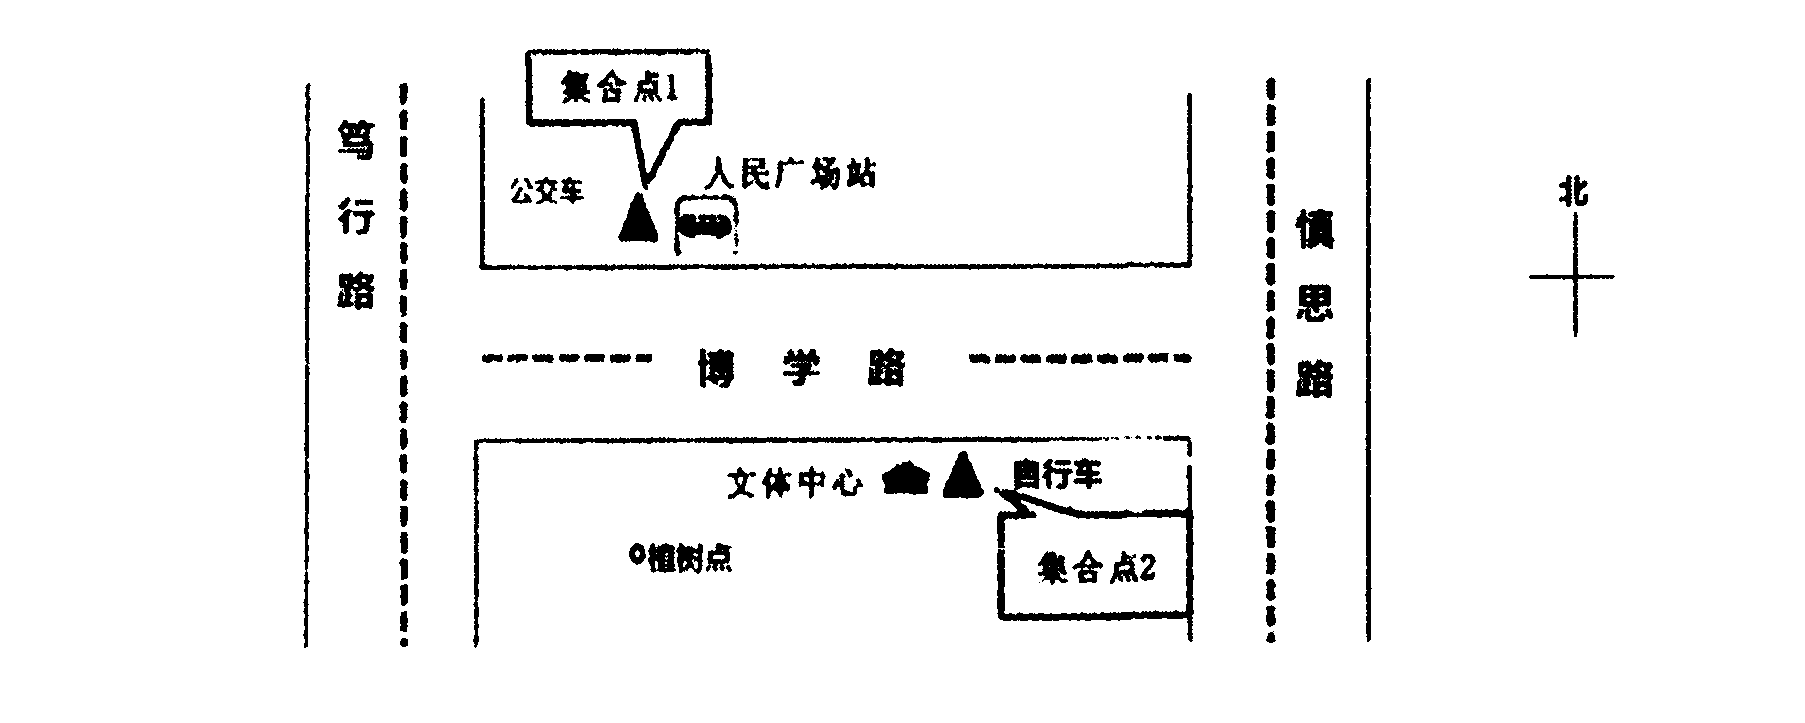 集合点1
人民广场站
公交车
笃行路
慎思路
北
博学路
文体中心
自行车
植树点
集合点2